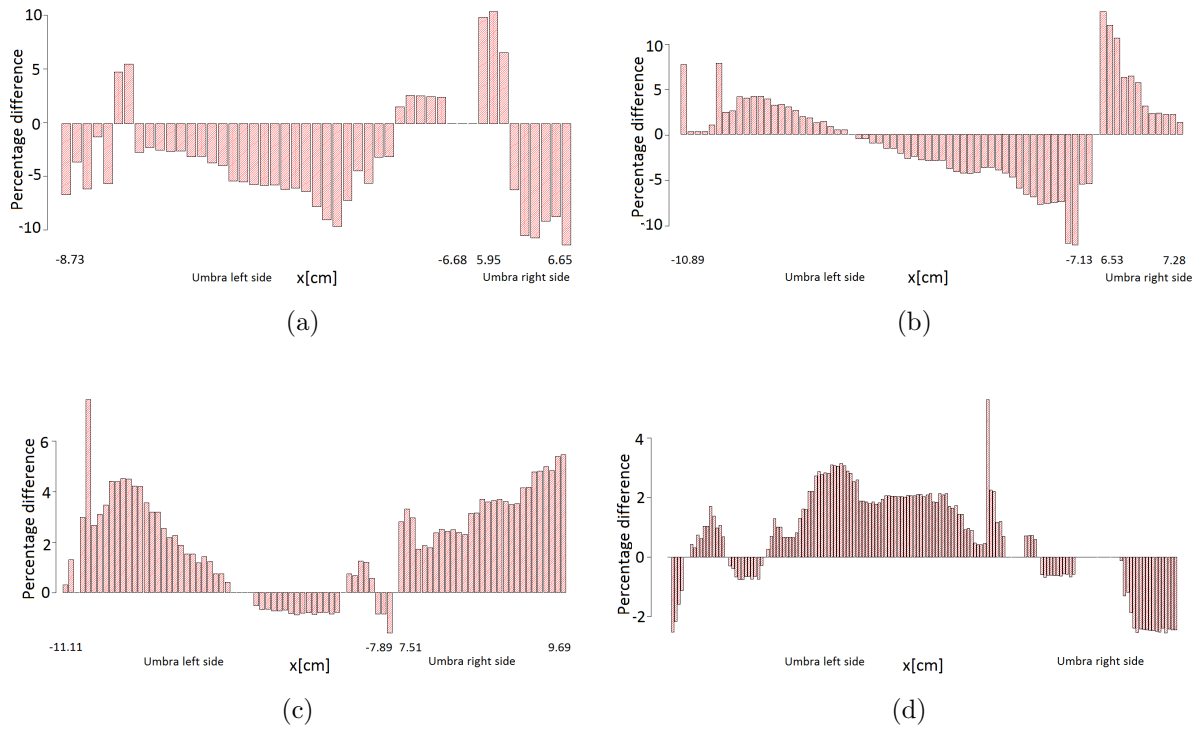 Percentage difference
10
5
0
-5
-10
-8.73
-6.68
5.95
6.65
Umbra left side
x[cm]
Umbra right side
(a)
Percentage difference
10
5
0
-5
-10
-10.89
-7.13
6.53
7.28
Umbra left side
x[cm]
Umbra right side
(b)
Percentage difference
6
4
2
0
-11.11
-7.89
7.51
9.69
Umbra left side
x[cm]
Umbra right side
(c)
Percentage difference
4
2
0
-2
Umbra left side
x[cm]
Umbra right side
(d)